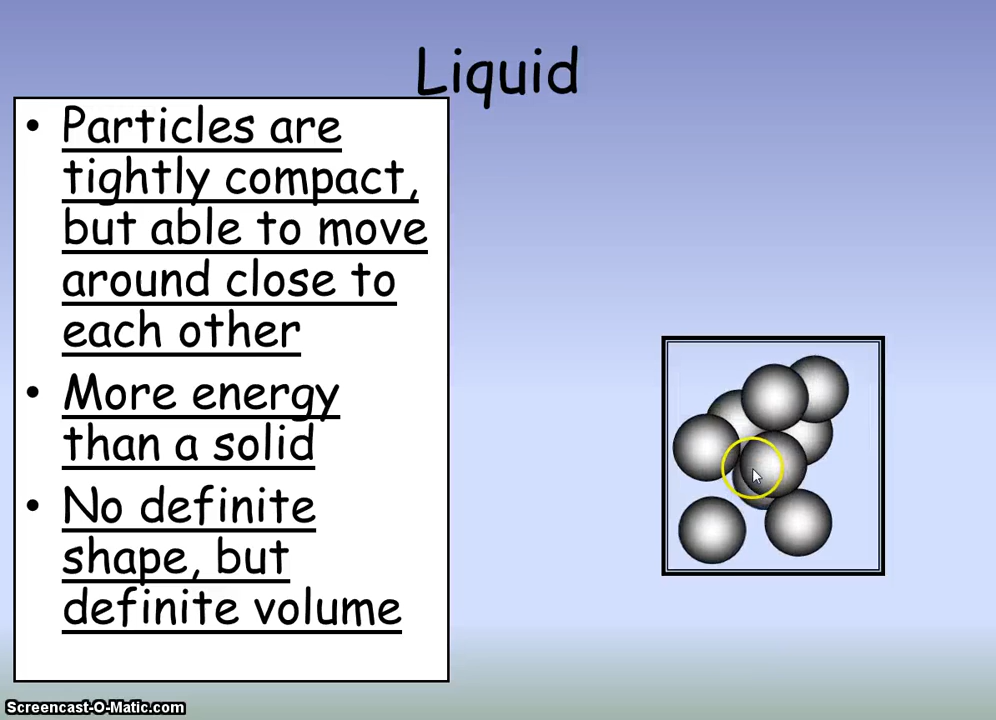 Liquid
• Particles are
tightly compact,
but able to move
around close to
each other
• More energy
than a solid
• No definite
shape, but
definite volume
Screencast-O-Matic.com